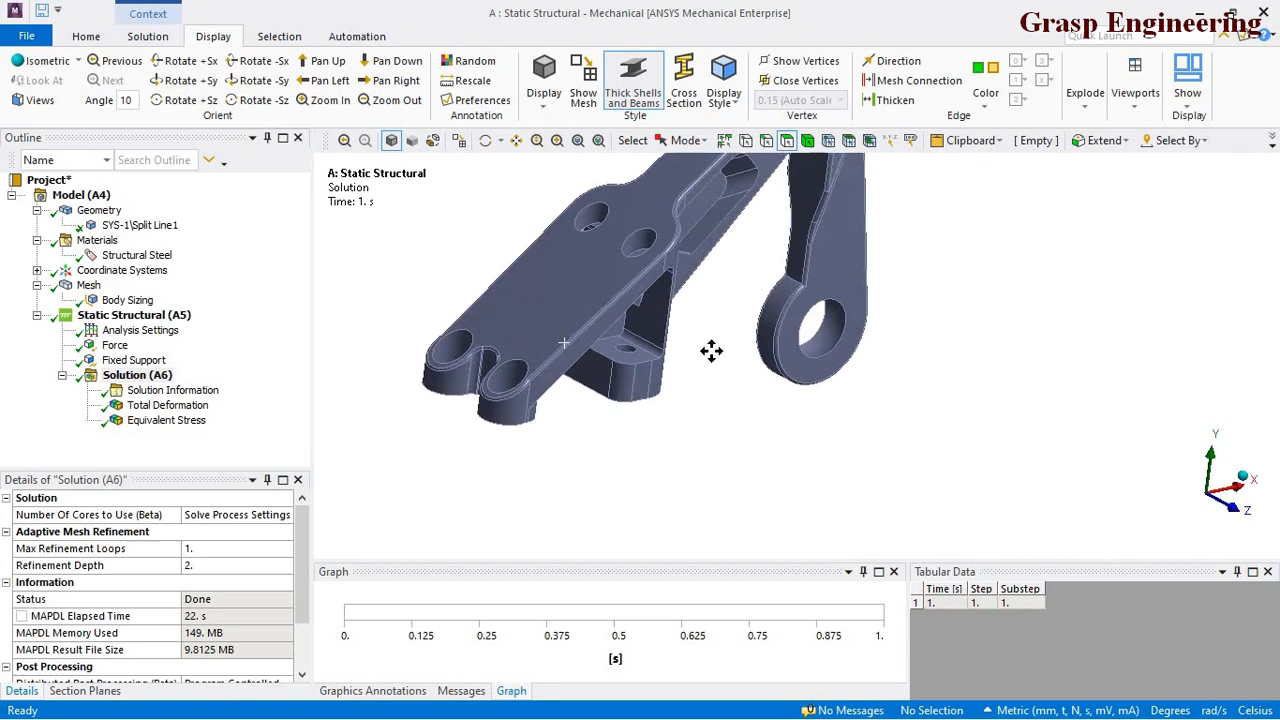 Context
A : Static Structural - Mechanical [ANSYS Mechanical Enterprise]
Grasp Engineering
File Home Solution Display Selection Automation
Isometric Previous Rotate +Sx Rotate -Sx Pan Up Pan Down Random Show Vertices Direction
Look At Next Rotate +Sy Rotate -Sy Pan Left Pan Right Rescale Close Vertices Mesh Connection
Views Angle 10 Rotate +Sz Rotate -Sz Zoom In Zoom Out Preferences 0.15 (Auto Scale Thicken
Display Show Mesh Thick Shells and Beams Cross Section Display Style Color Explode Viewports Show
Orient Annotation Style Vertex Edge Display
Outline
Select Mode Clipboard [ Empty ] Extend Select By
Name Search Outline
Project*
Model (A4)
Geometry
SYS-1\Split Line1
Materials
Structural Steel
Coordinate Systems
Mesh
Body Sizing
Static Structural (A5)
Analysis Settings
Force
Fixed Support
Solution (A6)
Solution Information
Total Deformation
Equivalent Stress
A: Static Structural
Solution
Time: 1. s
Y
X
Z
Details of "Solution (A6)"
Solution
Number Of Cores to Use (Beta) Solve Process Settings
Adaptive Mesh Refinement
Max Refinement Loops 1.
Refinement Depth 2.
Information
Status Done
MAPDL Elapsed Time 22. s
MAPDL Memory Used 149. MB
MAPDL Result File Size 9.8125 MB
Post Processing
Details Section Planes
Graph
0. 0.125 0.25 0.375 0.5 0.625 0.75 0.875 1.
[s]
Graphics Annotations Messages Graph
Tabular Data
Time [s] Step Substep
1 1. 1. 1.
Ready No Messages No Selection Metric (mm, t, N, s, mV, mA) Degrees rad/s Celsius